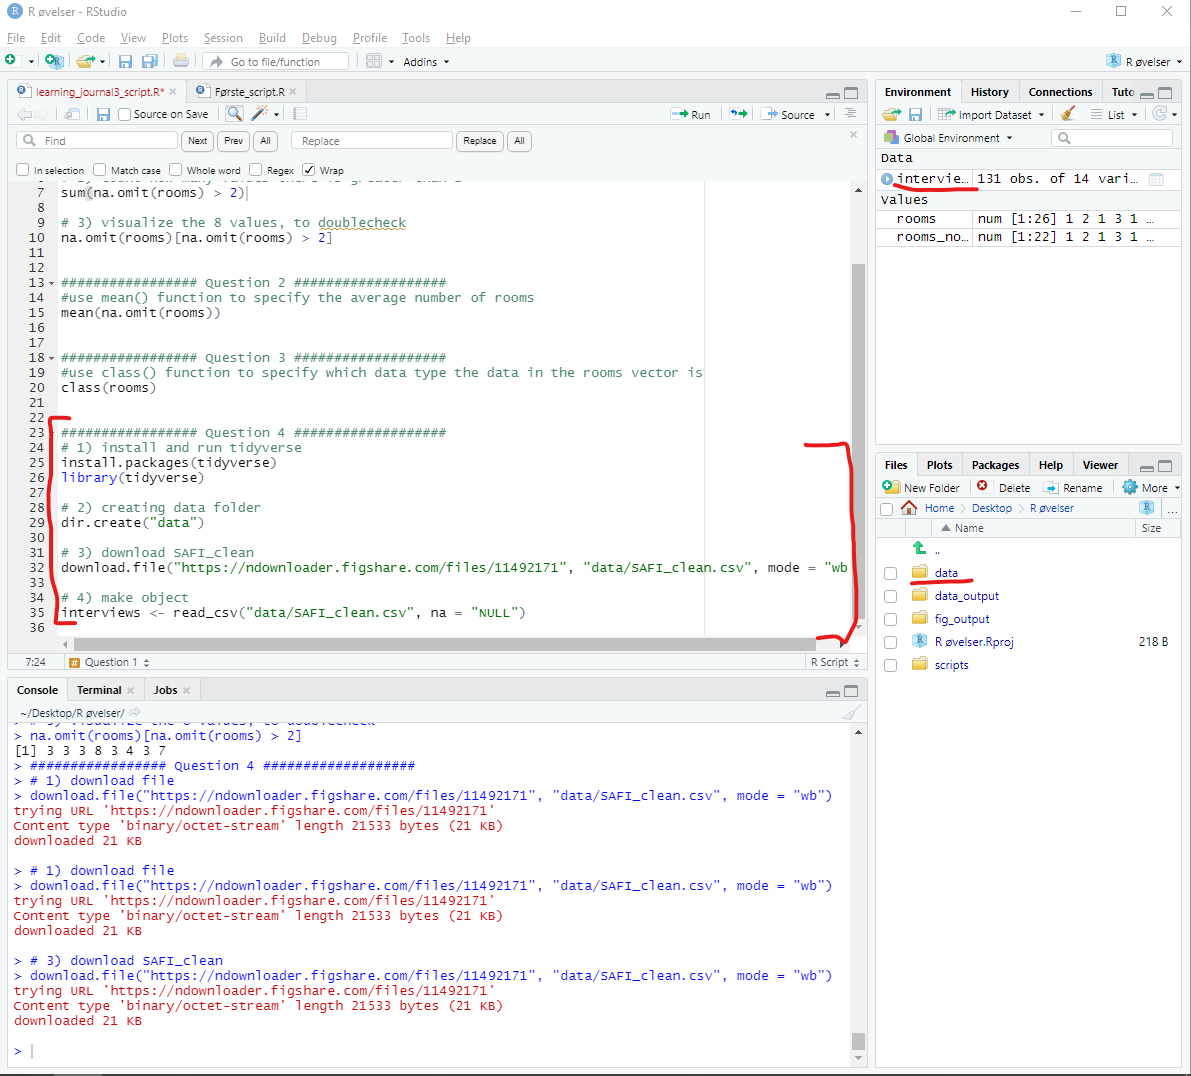 R øvelser - RStudio
File Edit Code View Plots Session Build Debug Profile Tools Help
Go to file/function Addins R øvelser
learning_journal3_script.R* Første_script.R
Source on Save Run Source
Find Next Prev All Replace Replace All
In selection Match case Whole word Regex Wrap
7 sum(na.omit(rooms) > 2)
8
9 # 3) visualize the 8 values, to doublecheck
10 na.omit(rooms)[na.omit(rooms) > 2]
11
12
13 ################# Question 2 ###################
14 #use mean() function to specify the average number of rooms
15 mean(na.omit(rooms))
16
17
18 ################# Question 3 ###################
19 #use class() function to specify which data type the data in the rooms vector is
20 class(rooms)
21
22
23 ################# Question 4 ###################
24 # 1) install and run tidyverse
25 install.packages(tidyverse)
26 library(tidyverse)
27
28 # 2) creating data folder
29 dir.create("data")
30
31 # 3) download SAFI_clean
32 download.file("https://ndownloader.figshare.com/files/11492171", "data/SAFI_clean.csv", mode = "wb
33
34 # 4) make object
35 interviews <- read_csv("data/SAFI_clean.csv", na = "NULL")
36
7:24 # Question 1 R Script
Console Terminal Jobs
~/Desktop/R øvelser/
> # 3) visualize the 8 values, to doublecheck
> na.omit(rooms)[na.omit(rooms) > 2]
[1] 3 3 3 8 3 4 3 7
> ################# Question 4 ###################
> # 1) download file
> download.file("https://ndownloader.figshare.com/files/11492171", "data/SAFI_clean.csv", mode = "wb")
trying URL 'https://ndownloader.figshare.com/files/11492171'
Content type 'binary/octet-stream' length 21533 bytes (21 KB)
downloaded 21 KB
> # 1) download file
> download.file("https://ndownloader.figshare.com/files/11492171", "data/SAFI_clean.csv", mode = "wb")
trying URL 'https://ndownloader.figshare.com/files/11492171'
Content type 'binary/octet-stream' length 21533 bytes (21 KB)
downloaded 21 KB
> # 3) download SAFI_clean
> download.file("https://ndownloader.figshare.com/files/11492171", "data/SAFI_clean.csv", mode = "wb")
trying URL 'https://ndownloader.figshare.com/files/11492171'
Content type 'binary/octet-stream' length 21533 bytes (21 KB)
downloaded 21 KB
>
Environment History Connections Tuto
Import Dataset List
Global Environment
Data
intervie… 131 obs. of 14 vari…
Values
rooms num [1:26] 1 2 1 3 1 …
rooms_no… num [1:22] 1 2 1 3 1 …
Files Plots Packages Help Viewer
New Folder Delete Rename More
Home Desktop R øvelser ...
Name Size
..
data
data_output
fig_output
R øvelser.Rproj 218 B
scripts